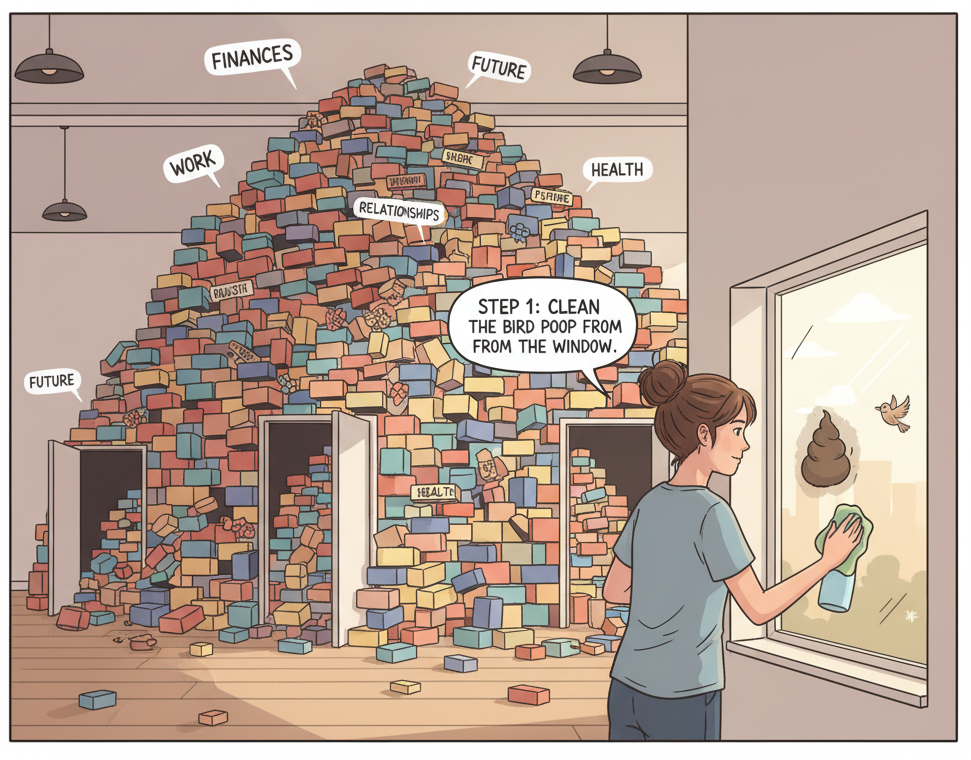 FINANCES
FUTURE
WORK
HEALTH
RELATIONSHIPS
STEP 1: CLEAN
THE BIRD POOP FROM
FROM THE WINDOW.
FUTURE